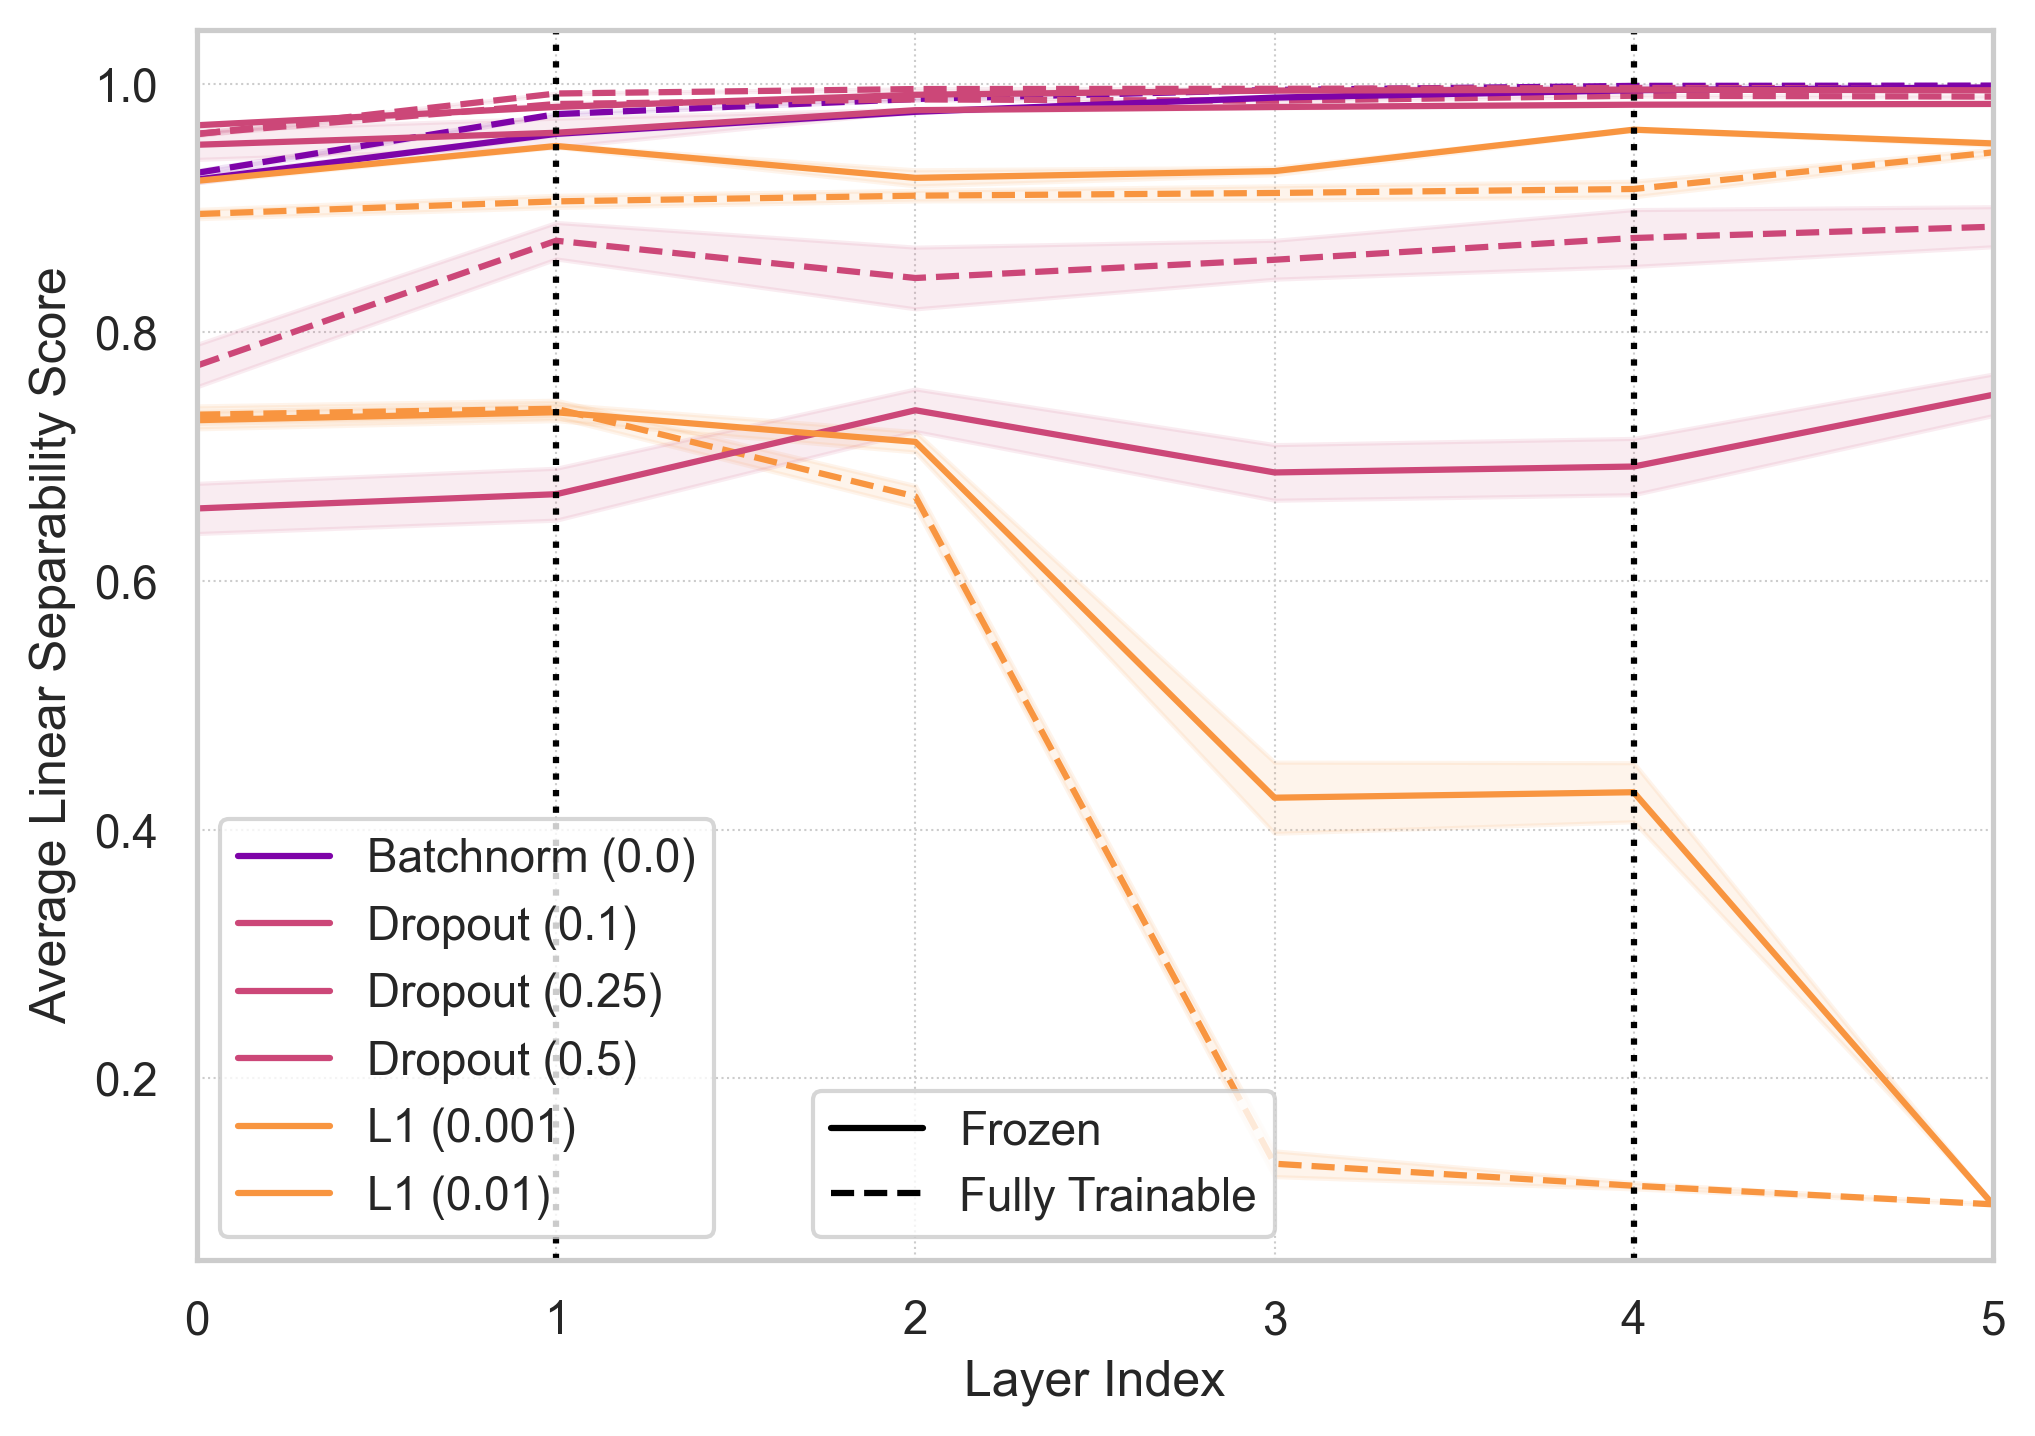 1.0
0.8
0.6
0.4
0.2
Average Linear Separability Score
Batchnorm (0.0)
Dropout (0.1)
Dropout (0.25)
Dropout (0.5)
L1 (0.001)
L1 (0.01)
Frozen
Fully Trainable
0 1 2 3 4 5
Layer Index